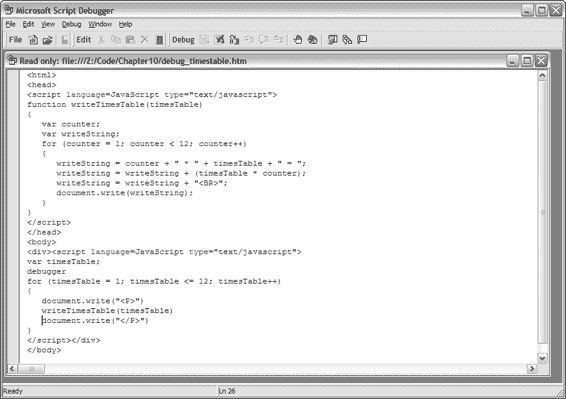 Microsoft Script Debugger
File Edit View Debug Window Help
File Edit Debug
Read only: file:///Z:/Code/Chapter10/debug_timestable.htm
<html>
<head>
<script language=JavaScript type="text/javascript">
function writeTimesTable(timesTable)
{
   var counter;
   var writeString;
   for (counter = 1; counter < 12; counter++)
   {
      writeString = counter + " * " + timesTable + " = ";
      writeString = writeString + (timesTable * counter);
      writeString = writeString + "<BR>";
      document.write(writeString);
   }
}
</script>
</head>
<body>
<div><script language=JavaScript type="text/javascript">
var timesTable;
debugger
for (timesTable = 1; timesTable <= 12; timesTable++)
{
   document.write("<P>")
   writeTimesTable(timesTable)
   document.write("</P>")
}
</script></div>
</body>
Ready Ln 26